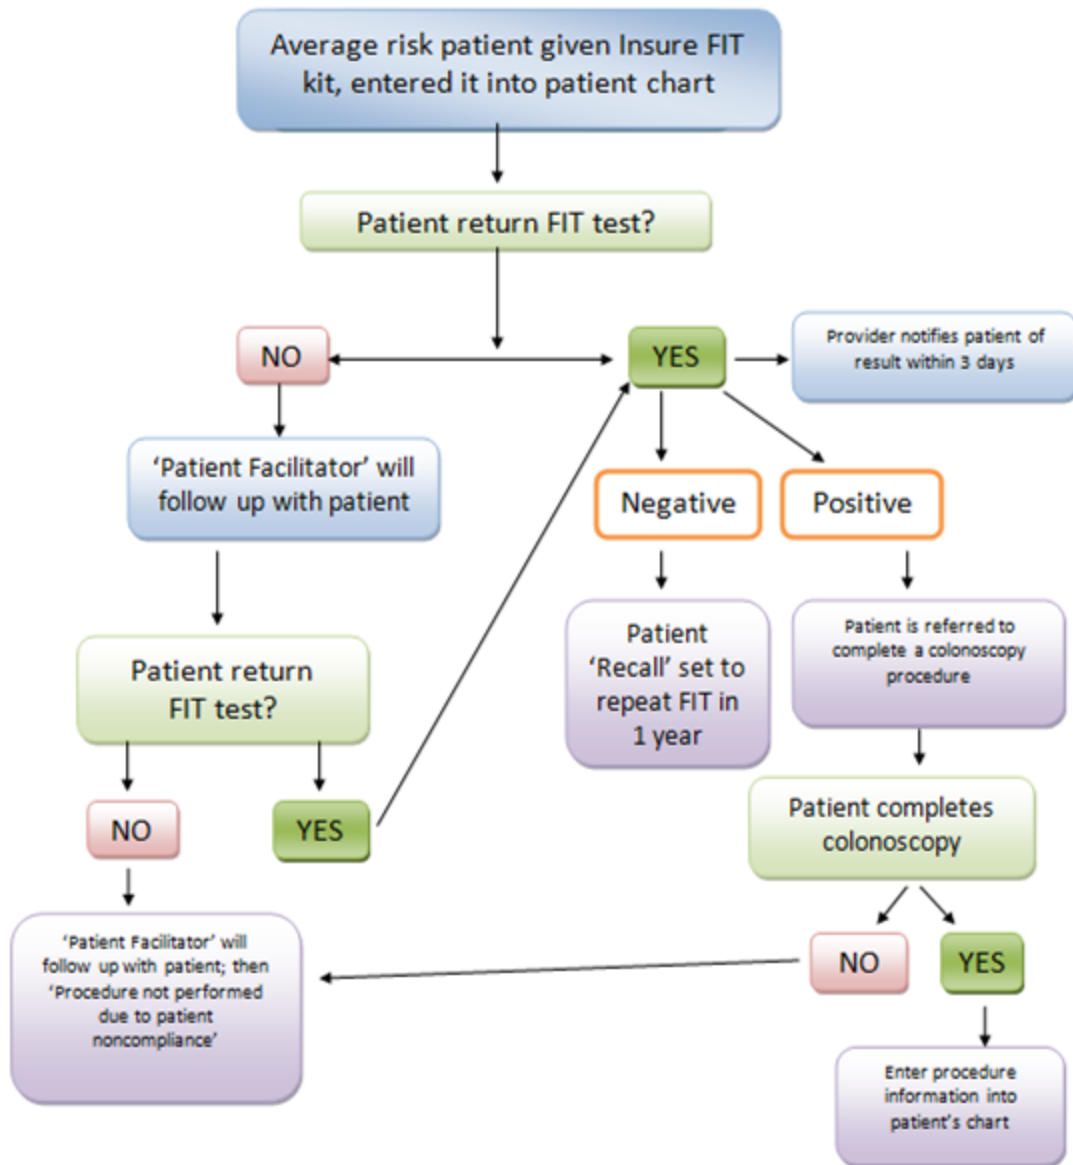 Average risk patient given Insure FIT
kit, entered it into patient chart
Patient return FIT test?
NO
YES
Provider notifies patient of
result within 3 days
'Patient Facilitator' will
follow up with patient
Negative
Positive
Patient
'Recall' set to
repeat FIT in
1 year
Patient is referred to
complete a colonoscopy
procedure
Patient return
FIT test?
NO
YES
Patient completes
colonoscopy
'Patient Facilitator' will
follow up with patient; then
'Procedure not performed
due to patient
noncompliance'
NO
YES
Enter procedure
information into
patient's chart